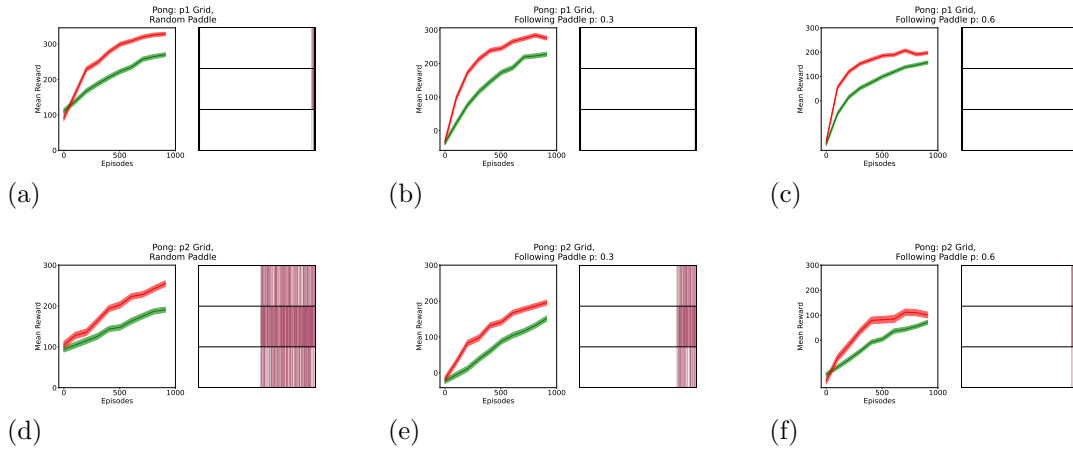 Pong: p1 Grid,
Random Paddle
300
200
100
0
Mean Reward
0 500 1000
Episodes
(a)
Pong: p1 Grid,
Following Paddle p: 0.3
300
200
100
0
Mean Reward
0 500 1000
Episodes
(b)
Pong: p1 Grid,
Following Paddle p: 0.6
300
200
100
0
Mean Reward
0 500 1000
Episodes
(c)
Pong: p2 Grid,
Random Paddle
300
200
100
0
Mean Reward
0 500 1000
Episodes
(d)
Pong: p2 Grid,
Following Paddle p: 0.3
300
200
100
0
Mean Reward
0 500 1000
Episodes
(e)
Pong: p2 Grid,
Following Paddle p: 0.6
300
200
100
0
Mean Reward
0 500 1000
Episodes
(f)